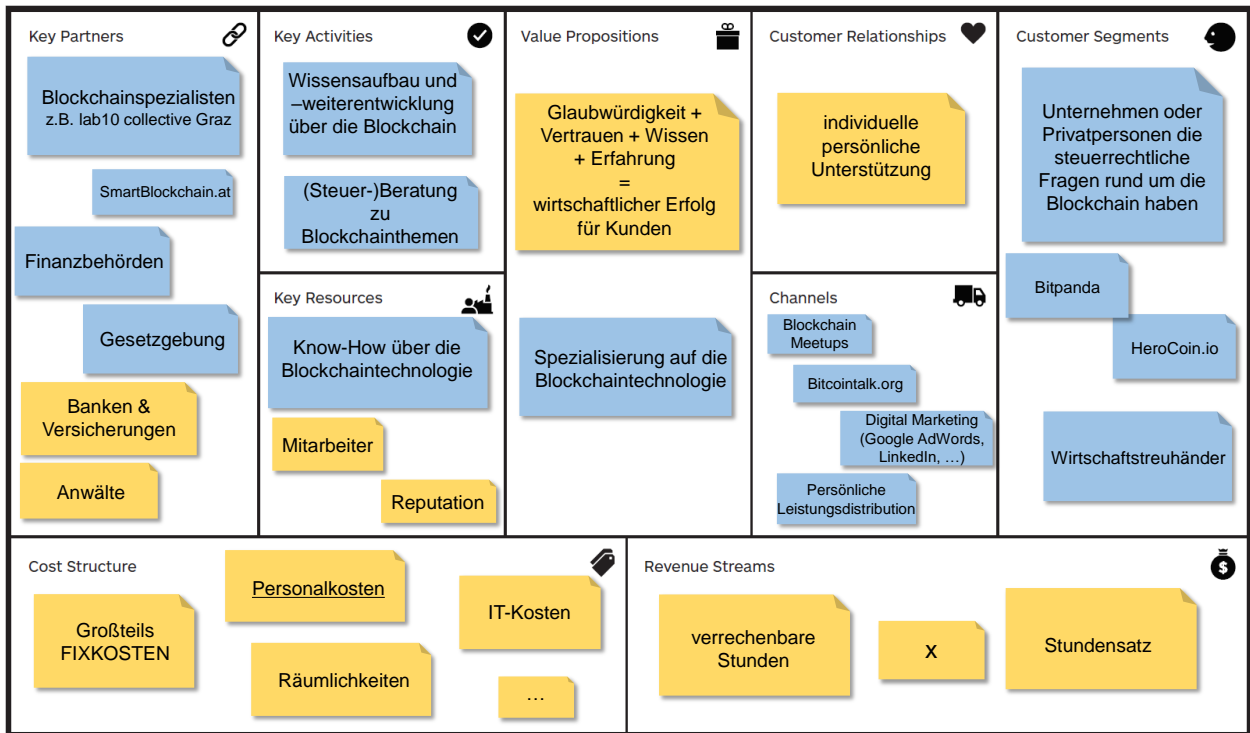 Key Partners
Blockchainspezialisten
z.B. lab10 collective Graz
SmartBlockchain.at
Finanzbehörden
Gesetzgebung
Banken &
Versicherungen
Anwälte
Key Activities
Wissensaufbau und
–weiterentwicklung
über die Blockchain
(Steuer-)Beratung
zu
Blockchainthemen
Key Resources
Know-How über die
Blockchaintechnologie
Mitarbeiter
Reputation
Value Propositions
Glaubwürdigkeit +
Vertrauen + Wissen
+ Erfahrung
=
wirtschaftlicher Erfolg
für Kunden
Spezialisierung auf die
Blockchaintechnologie
Customer Relationships
individuelle
persönliche
Unterstützung
Channels
Blockchain
Meetups
Bitcointalk.org
Digital Marketing
(Google AdWords,
LinkedIn, …)
Persönliche
Leistungsdistribution
Customer Segments
Unternehmen oder
Privatpersonen die
steuerrechtliche
Fragen rund um die
Blockchain haben
Bitpanda
HeroCoin.io
Wirtschaftstreuhänder
Cost Structure
Großteils
FIXKOSTEN
Personalkosten
Räumlichkeiten
IT-Kosten
…
Revenue Streams
verrechenbare
Stunden
x
Stundensatz
$